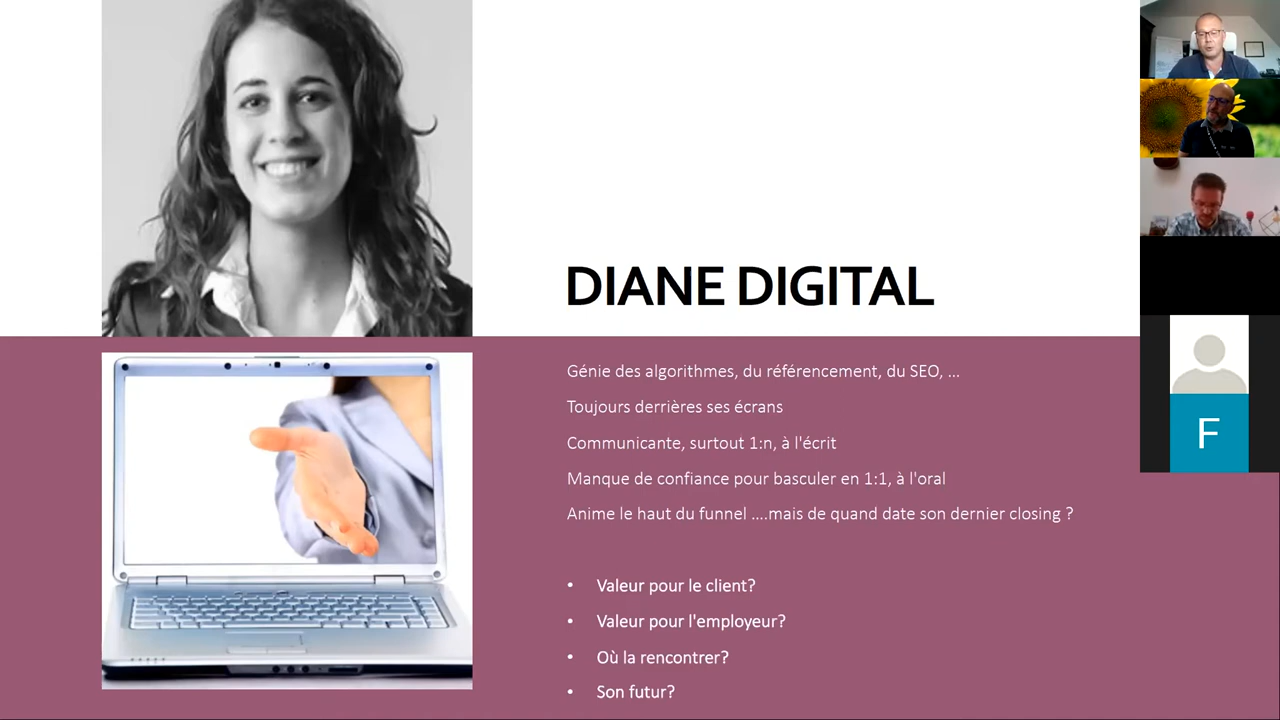 DIANE DIGITAL
Génie des algorithmes, du référencement, du SEO, ...
Toujours derrières ses écrans
Communicante, surtout 1:n, à l'écrit
Manque de confiance pour basculer en 1:1, à l'oral
Anime le haut du funnel ....mais de quand date son dernier closing ?
• Valeur pour le client?
• Valeur pour l'employeur?
• Où la rencontrer?
• Son futur?
F